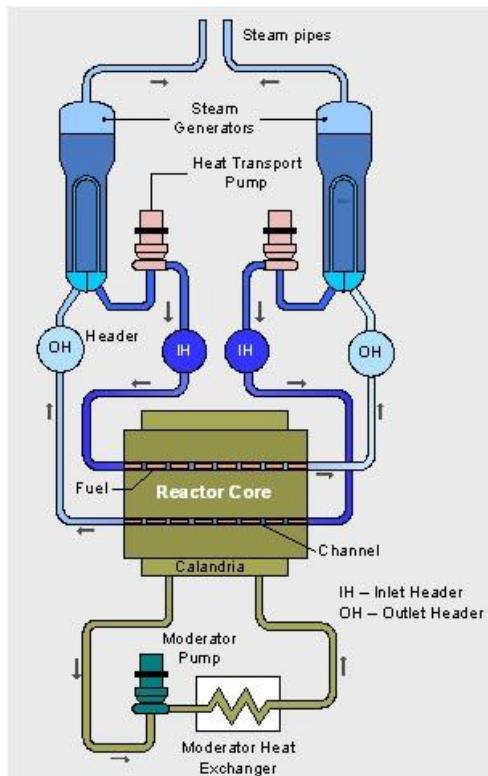 Steam pipes
Steam
Generators
Heat Transport
Pump
Header
OH
IH
IH
OH
Fuel
Reactor Core
Channel
Calandria
IH – Inlet Header
OH – Outlet Header
Moderator
Pump
Moderator Heat
Exchanger